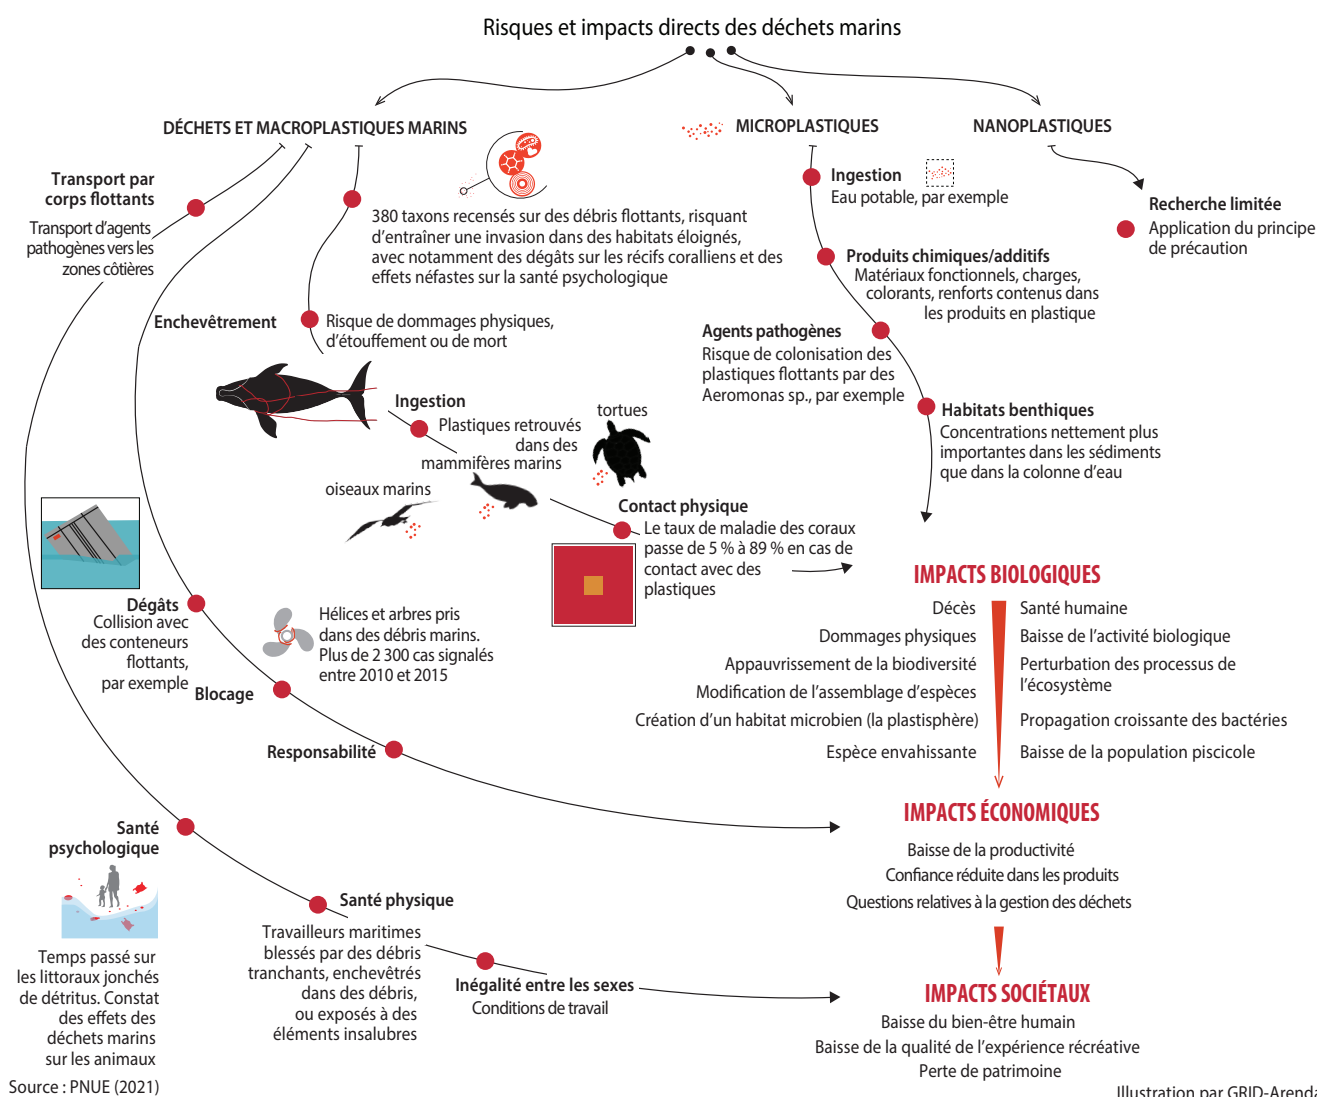 Risques et impacts directs des déchets marins
DÉCHETS ET MACROPLASTIQUES MARINS
MICROPLASTIQUES
NANOPLASTIQUES
Transport par
corps flottants
Transport d’agents
pathogènes vers les
zones côtières
380 taxons recensés sur des débris flottants, risquant
d’entraîner une invasion dans des habitats éloignés,
avec notamment des dégâts sur les récifs coralliens et des
effets néfastes sur la santé psychologique
Enchevêtrement
Risque de dommages physiques,
d’étouffement ou de mort
Ingestion
Plastiques retrouvés
dans des
mammifères marins
tortues
oiseaux marins
Contact physique
Le taux de maladie des coraux
passe de 5 % à 89 % en cas de
contact avec des
plastiques
Ingestion
Eau potable, par exemple
Produits chimiques/additifs
Matériaux fonctionnels, charges,
colorants, renforts contenus dans
les produits en plastique
Agents pathogènes
Risque de colonisation des
plastiques flottants par des
Aeromonas sp., par exemple
Habitats benthiques
Concentrations nettement plus
importantes dans les sédiments
que dans la colonne d’eau
Recherche limitée
Application du principe
de précaution
Dégâts
Collision avec
des conteneurs
flottants,
par exemple
Hélices et arbres pris
dans des débris marins.
Plus de 2 300 cas signalés
entre 2010 et 2015
Blocage
Responsabilité
IMPACTS BIOLOGIQUES
Décès
Dommages physiques
Appauvrissement de la biodiversité
Modification de l’assemblage d’espèces
Création d’un habitat microbien (la plastisphère)
Espèce envahissante
Santé humaine
Baisse de l’activité biologique
Perturbation des processus de
l’écosystème
Propagation croissante des bactéries
Baisse de la population piscicole
IMPACTS ÉCONOMIQUES
Baisse de la productivité
Confiance réduite dans les produits
Questions relatives à la gestion des déchets
Santé
psychologique
Temps passé sur
les littoraux jonchés
de détritus. Constat
des effets des
déchets marins
sur les animaux
Santé physique
Travailleurs maritimes
blessés par des débris
tranchants, enchevêtrés
dans des débris,
ou exposés à des
éléments insalubres
Inégalité entre les sexes
Conditions de travail
IMPACTS SOCIÉTAUX
Baisse du bien-être humain
Baisse de la qualité de l’expérience récréative
Perte de patrimoine
Source : PNUE (2021)
Illustration par GRID-Arenda